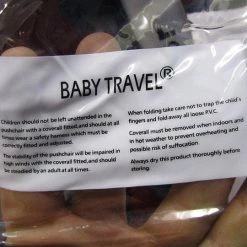 BABY TRAVEL®
Children should not be left unattended in the
pushchair with a coverall fitted,and should at all
times wear a safety harness which must be
correctly fitted and adjusted.
The stability of the pushchair will be impaired in
high winds with the coverall fitted,and should
be steadied by an adult at all times.
When folding take care not to trap the child's
fingers and fold away all loose P.V.C.
Coverall must be removed when indoors and
in hot weather to prevent overheating and
possible risk of suffocation
Always dry this product thoroughly before
storing.